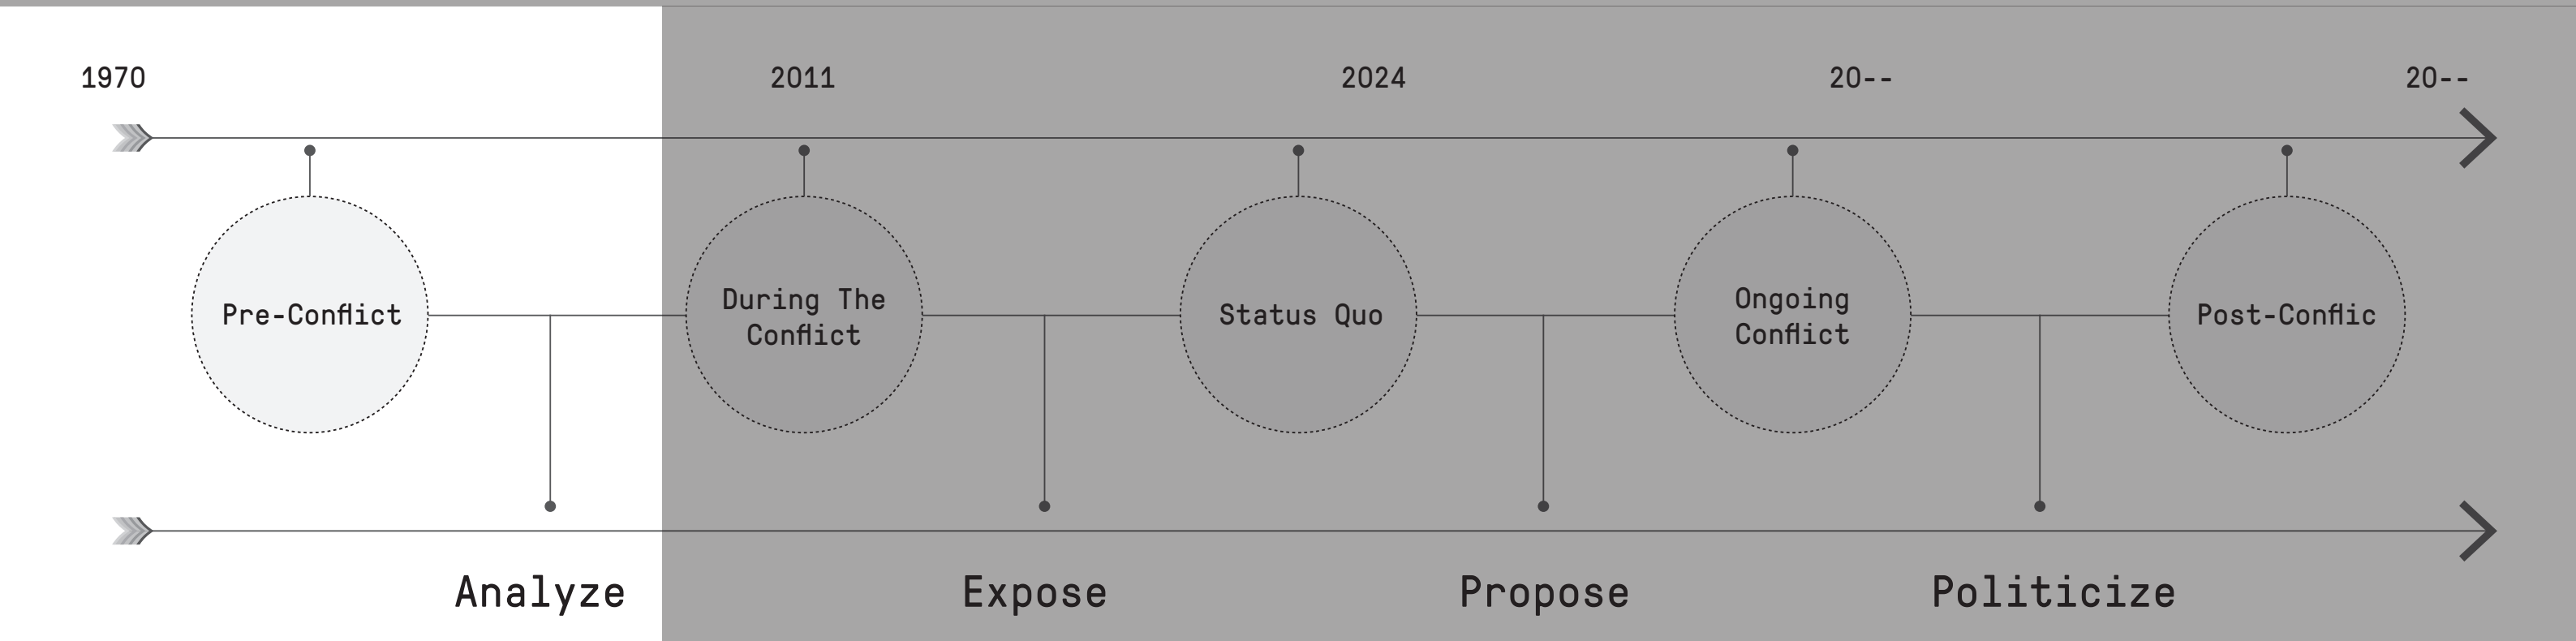 1970 2011 2024 20-- 20--
Pre-Conflict
During The
Conflict
Status Quo
Ongoing
Conflict
Post-Conflic
Analyze Expose Propose Politicize